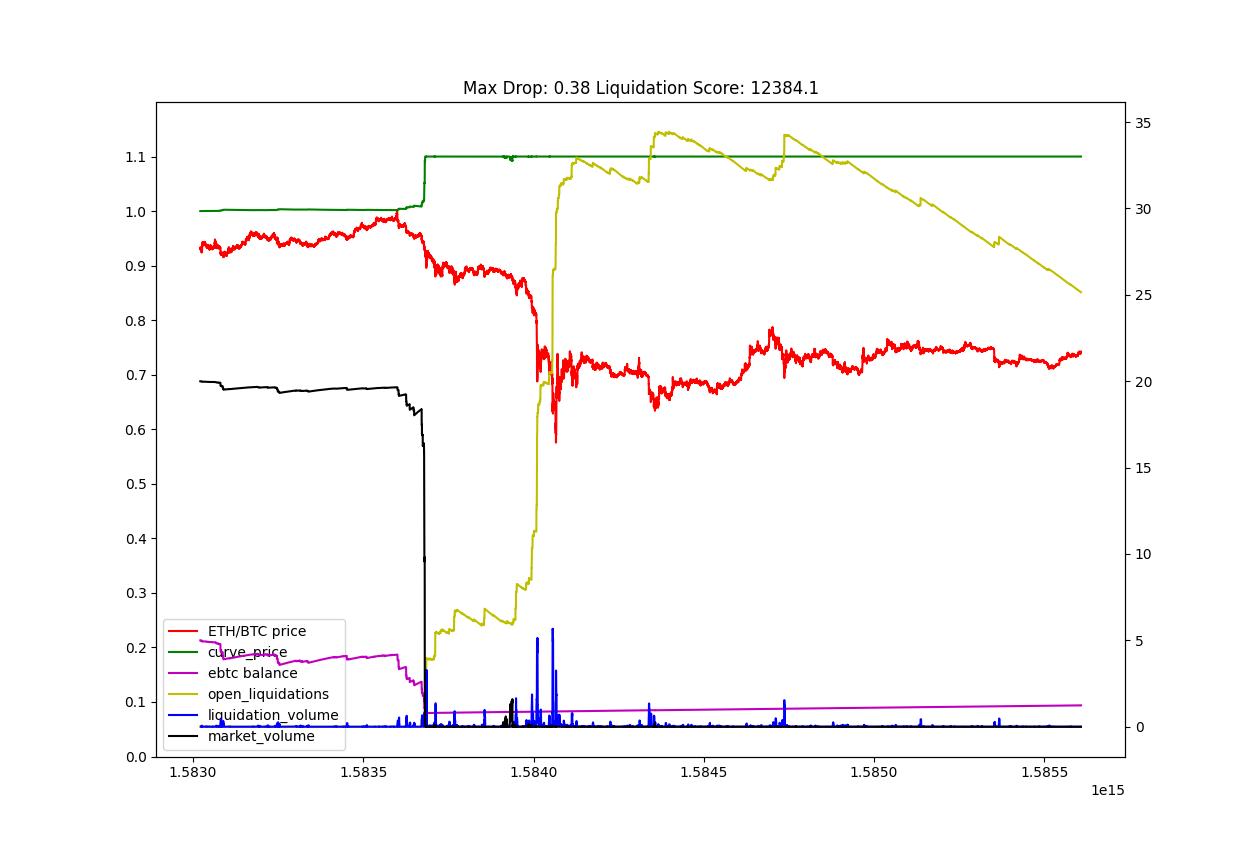 Max Drop: 0.38 Liquidation Score: 12384.1
1.1
1.0
0.9
0.8
0.7
0.6
0.5
0.4
0.3
0.2
0.1
0.0
35
30
25
20
15
10
5
0
ETH/BTC price
curve_price
ebtc balance
open_liquidations
liquidation_volume
market_volume
1.5830 1.5835 1.5840 1.5845 1.5850 1.5855
1e15